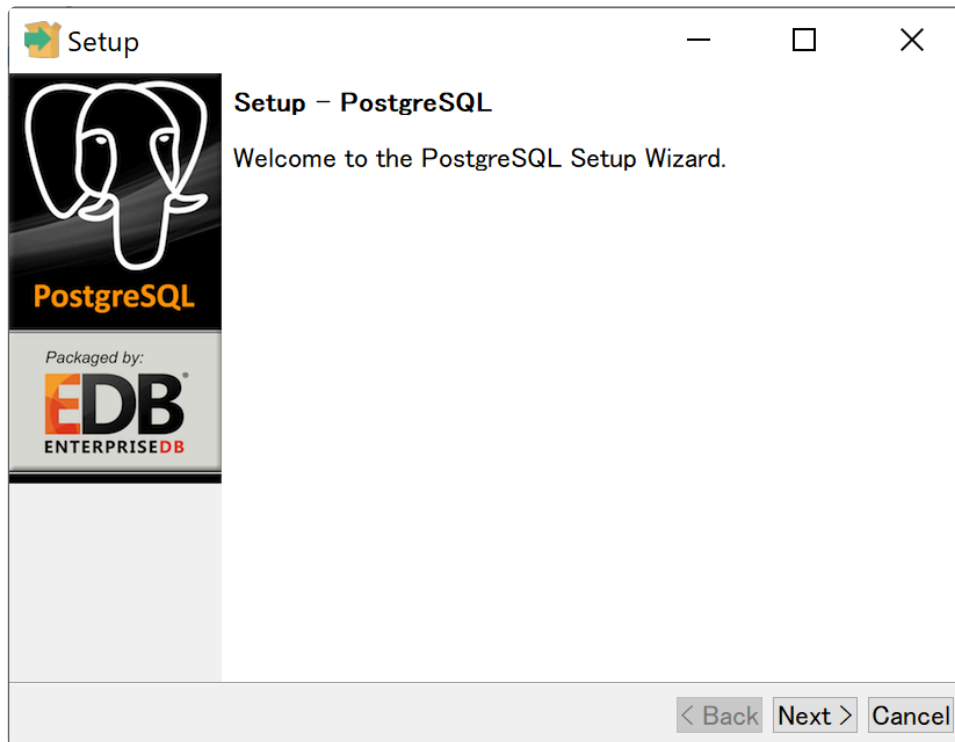 Setup
Setup - PostgreSQL
Welcome to the PostgreSQL Setup Wizard.
PostgreSQL
Packaged by:
EDB
ENTERPRISEDB
< Back Next > Cancel